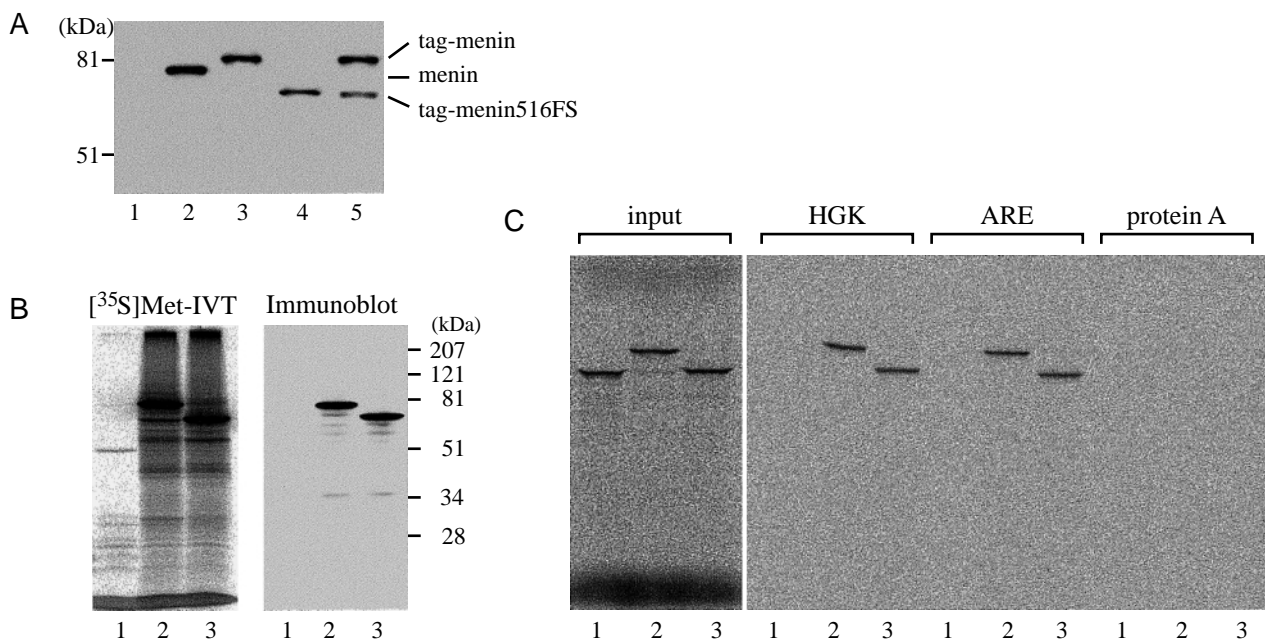 A
(kDa)
81
51
tag-menin
menin
tag-menin516FS
1 2 3 4 5
B
[³⁵S]Met-IVT Immunoblot
(kDa)
207
121
81
51
34
28
1 2 3 1 2 3
C
input HGK ARE protein A
1 2 3 1 2 3 1 2 3 1 2 3